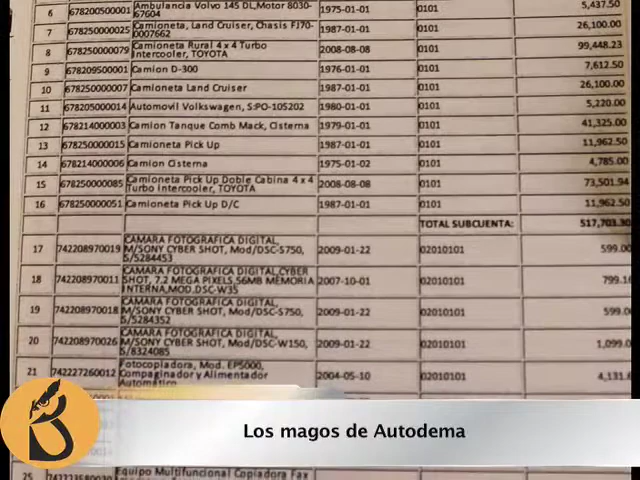 6 678200500001 Ambulancia Volvo 145 DL,Motor 8030-67604 1975-01-01 0101 5,437.50
7 678250000025 Camioneta, Land Cruiser, Chasis FJ70-0007662 1987-01-01 0101 26,100.00
8 678250000079 Camioneta Rural 4 x 4 Turbo Intercooler, TOYOTA 2008-08-08 0101 99,448.23
9 678209500001 Camion D-300 1976-01-01 0101 7,612.50
10 678250000007 Camioneta Land Cruiser 1987-01-01 0101 26,100.00
11 678205000014 Automovil Volkswagen, S:PO-105202 1980-01-01 0101 5,220.00
12 678214000003 Camion Tanque Comb Mack, Cisterna 1979-01-01 0101 41,325.00
13 678250000015 Camioneta Pick Up 1987-01-01 0101 11,962.50
14 678214000006 Camion Cisterna 1975-01-02 0101 4,785.00
15 678250000085 Camioneta Pick Up Doble Cabina 4 x 4 Turbo Intercooler, TOYOTA 2008-08-08 0101 73,501.94
16 678250000051 Camioneta Pick Up D/C 1987-01-01 0101 11,962.50
TOTAL SUBCUENTA: 517,703.30
17 742208970019 CAMARA FOTOGRAFICA DIGITAL, M/SONY CYBER SHOT, Mod/DSC-S750, S/5284453 2009-01-22 02010101 599.00
18 742208970011 CAMARA FOTOGRAFICA DIGITAL,CYBER SHOT, 7.2 MEGA PIXELS,56MB MEMORIA INTERNA,MOD.DSC-W35 2007-10-01 02010101 799.1
19 742208970018 CAMARA FOTOGRAFICA DIGITAL, M/SONY CYBER SHOT, Mod/DSC-S750, S/5284352 2009-01-22 02010101 599.0
20 742208970026 CAMARA FOTOGRAFICA DIGITAL, M/SONY CYBER SHOT, Mod/DSC-W150, S/8324085 2009-01-22 02010101 1,099.0
21 742227260012 Fotocopiadora, Mod. EP5000, Compaginador y Alimentador Automático 2004-05-10 02010101 4,131.6
Los magos de Autodema
25 Equipo Multifuncional Copiadora Fax